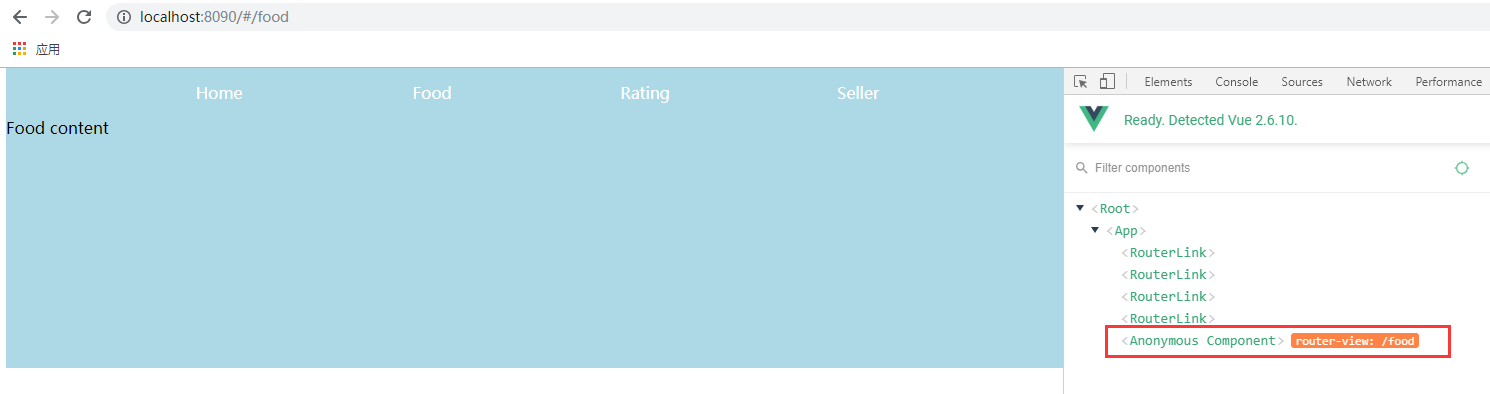 localhost:8090/#/food
应用
Home Food Rating Seller
Food content
Elements Console Sources Network Performance
Ready. Detected Vue 2.6.10.
Filter components
<Root>
<App>
<RouterLink>
<RouterLink>
<RouterLink>
<RouterLink>
<Anonymous Component> router-view: /food